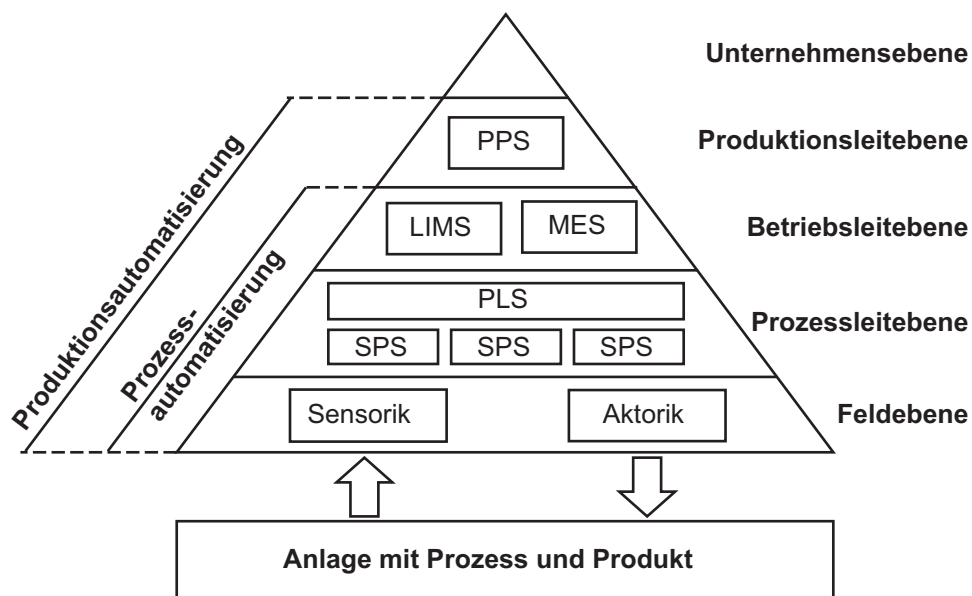 Unternehmensebene
Produktionsleitebene
PPS
Betriebsleitebene
LIMS
MES
Prozessleitebene
PLS
SPS
SPS
SPS
Feldebene
Sensorik
Aktorik
Produktionsautomatisierung
Prozess-
automatisierung
Anlage mit Prozess und Produkt